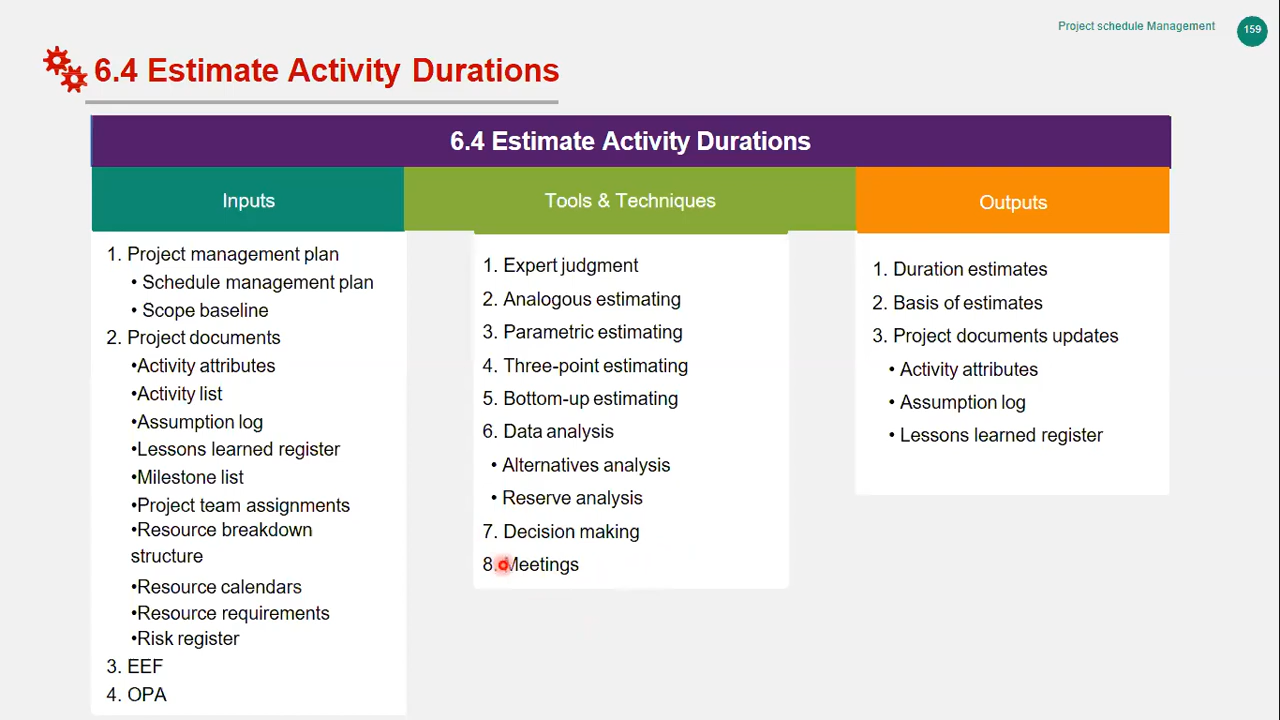 Project schedule Management
159
6.4 Estimate Activity Durations
6.4 Estimate Activity Durations
Inputs
Tools & Techniques
Outputs
1. Project management plan
• Schedule management plan
• Scope baseline
2. Project documents
•Activity attributes
•Activity list
•Assumption log
•Lessons learned register
•Milestone list
•Project team assignments
•Resource breakdown
structure
•Resource calendars
•Resource requirements
•Risk register
3. EEF
4. OPA
1. Expert judgment
2. Analogous estimating
3. Parametric estimating
4. Three-point estimating
5. Bottom-up estimating
6. Data analysis
• Alternatives analysis
• Reserve analysis
7. Decision making
8. Meetings
1. Duration estimates
2. Basis of estimates
3. Project documents updates
• Activity attributes
• Assumption log
• Lessons learned register